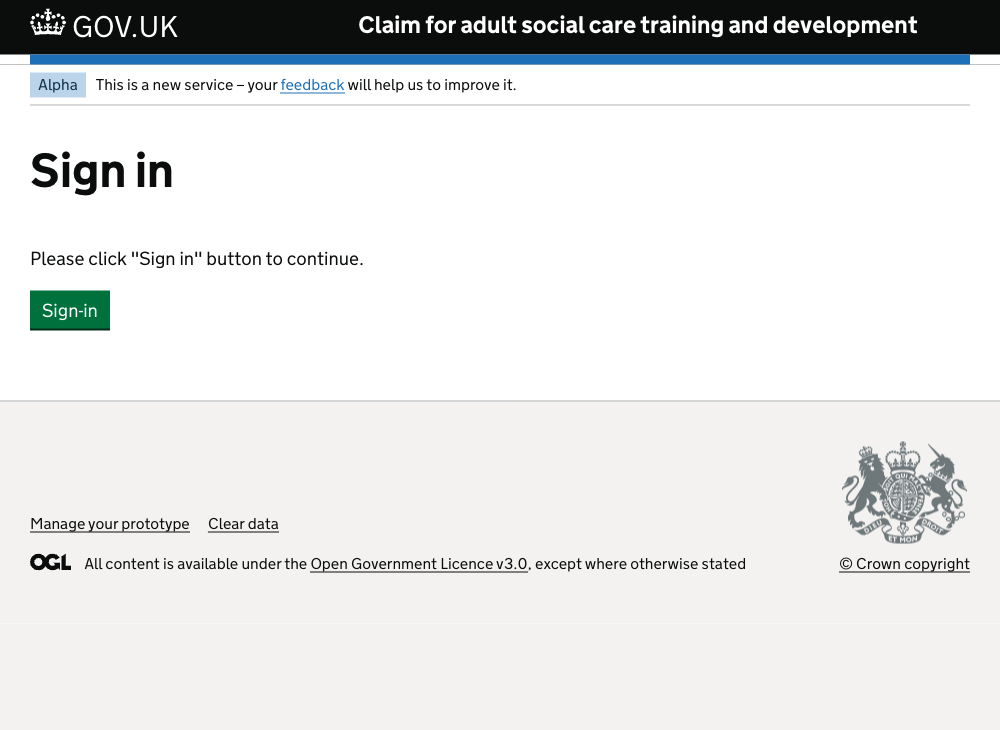 GOV.UK Claim for adult social care training and development
Alpha This is a new service – your feedback will help us to improve it.
Sign in
Please click "Sign in" button to continue.
Sign-in
Manage your prototype Clear data
DIEU ET MON DROIT
OGL All content is available under the Open Government Licence v3.0, except where otherwise stated
© Crown copyright